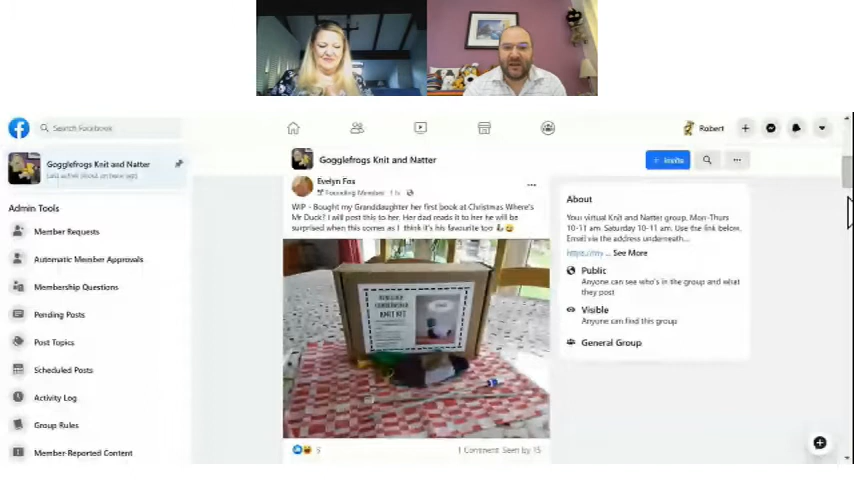 Search Facebook
Robert
Gogglefrogs Knit and Natter
Gogglefrogs Knit and Natter
+ Invite
Admin Tools
Member Requests
Automatic Member Approvals
Membership Questions
Pending Posts
Post Topics
Scheduled Posts
Activity Log
Group Rules
Member-Reported Content
Evelyn Fox
Founding Member
WIP - Bought my Granddaughter her first book at Christmas Where's
Mr Duck? I will post this to her. Her dad reads it to her he will be
surprised when this comes as I think it's his favourite too
KNIT KIT
5
1 Comment Seen by 15
About
Your virtual Knit and Natter group. Mon-Thurs
10-11 am. Saturday 10-11 am. Use the link below.
Email via the address underneath...
See More
Public
Anyone can see who's in the group and what
they post
Visible
Anyone can find this group
General Group